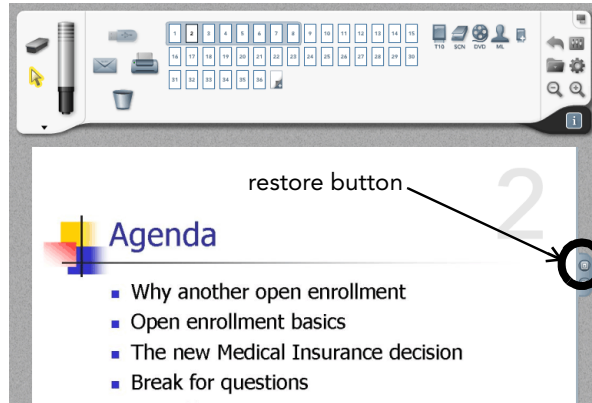 1 2 3 4 5 6 7 8 9 10 11 12 13 14 15
T10 SCN DVD ML
16 17 18 19 20 21 22 23 24 25 26 27 28 29 30
31 32 33 34 35 36
i
2
restore button
Agenda
Why another open enrollment
Open enrollment basics
The new Medical Insurance decision
Break for questions